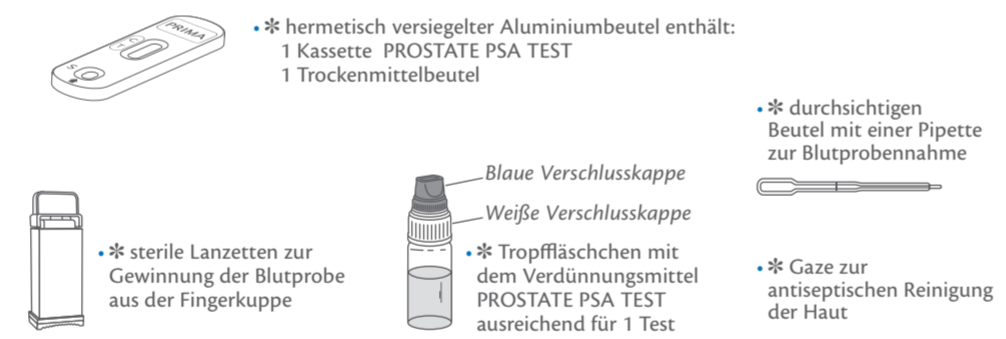 PRIMA
C
T
S
• ✻ hermetisch versiegelter Aluminiumbeutel enthält:
1 Kassette PROSTATE PSA TEST
1 Trockenmittelbeutel
• ✻ durchsichtigen
Beutel mit einer Pipette
zur Blutprobennahme
• ✻ sterile Lanzetten zur
Gewinnung der Blutprobe
aus der Fingerkuppe
Blaue Verschlusskappe
Weiße Verschlusskappe
• ✻ Tropffläschchen mit
dem Verdünnungsmittel
PROSTATE PSA TEST
ausreichend für 1 Test
• ✻ Gaze zur
antiseptischen Reinigung
der Haut